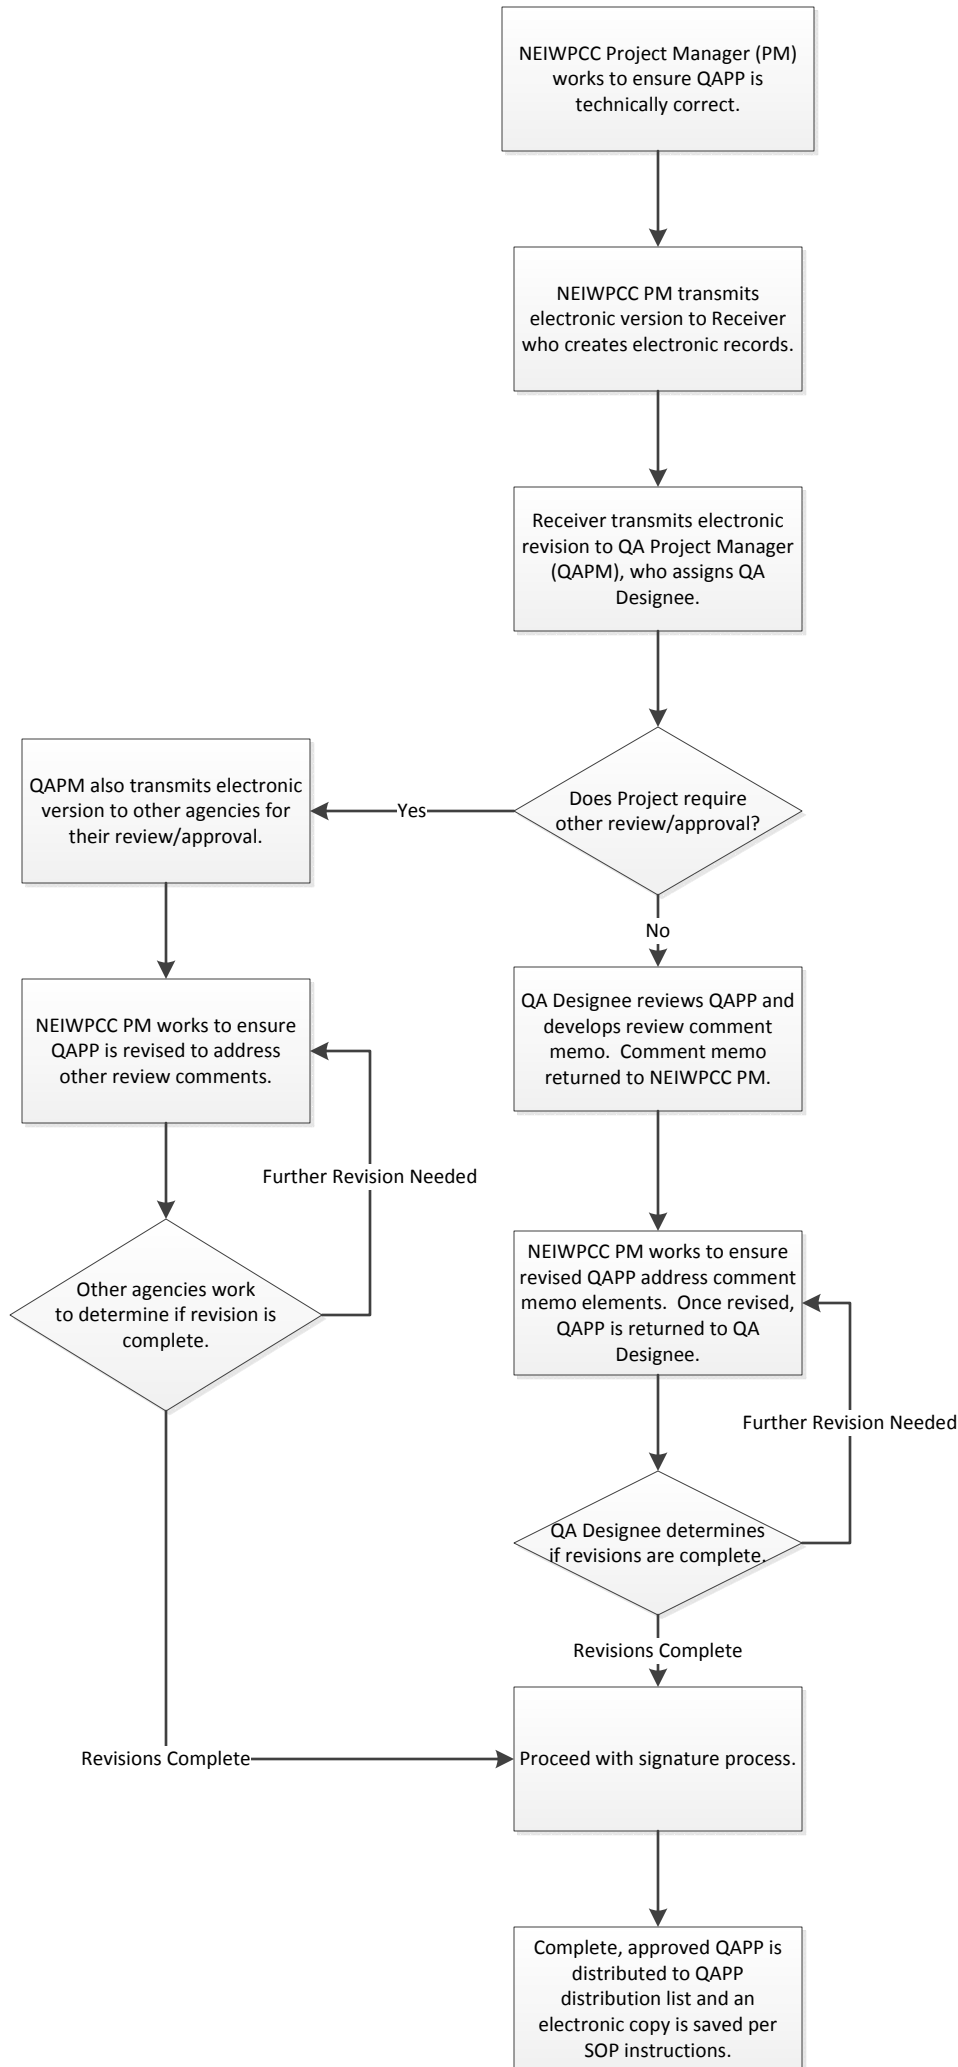 NEIWPCC Project Manager (PM)
works to ensure QAPP is
technically correct.
NEIWPCC PM transmits
electronic version to Receiver
who creates electronic records.
Receiver transmits electronic
revision to QA Project Manager
(QAPM), who assigns QA
Designee.
Does Project require
other review/approval?
Yes
QAPM also transmits electronic
version to other agencies for
their review/approval.
NEIWPCC PM works to ensure
QAPP is revised to address
other review comments.
Further Revision Needed
Other agencies work
to determine if revision is
complete.
Revisions Complete
No
QA Designee reviews QAPP and
develops review comment
memo.  Comment memo
returned to NEIWPCC PM.
NEIWPCC PM works to ensure
revised QAPP address comment
memo elements.  Once revised,
QAPP is returned to QA
Designee.
Further Revision Needed
QA Designee determines
if revisions are complete.
Revisions Complete
Proceed with signature process.
Complete, approved QAPP is
distributed to QAPP
distribution list and an
electronic copy is saved per
SOP instructions.